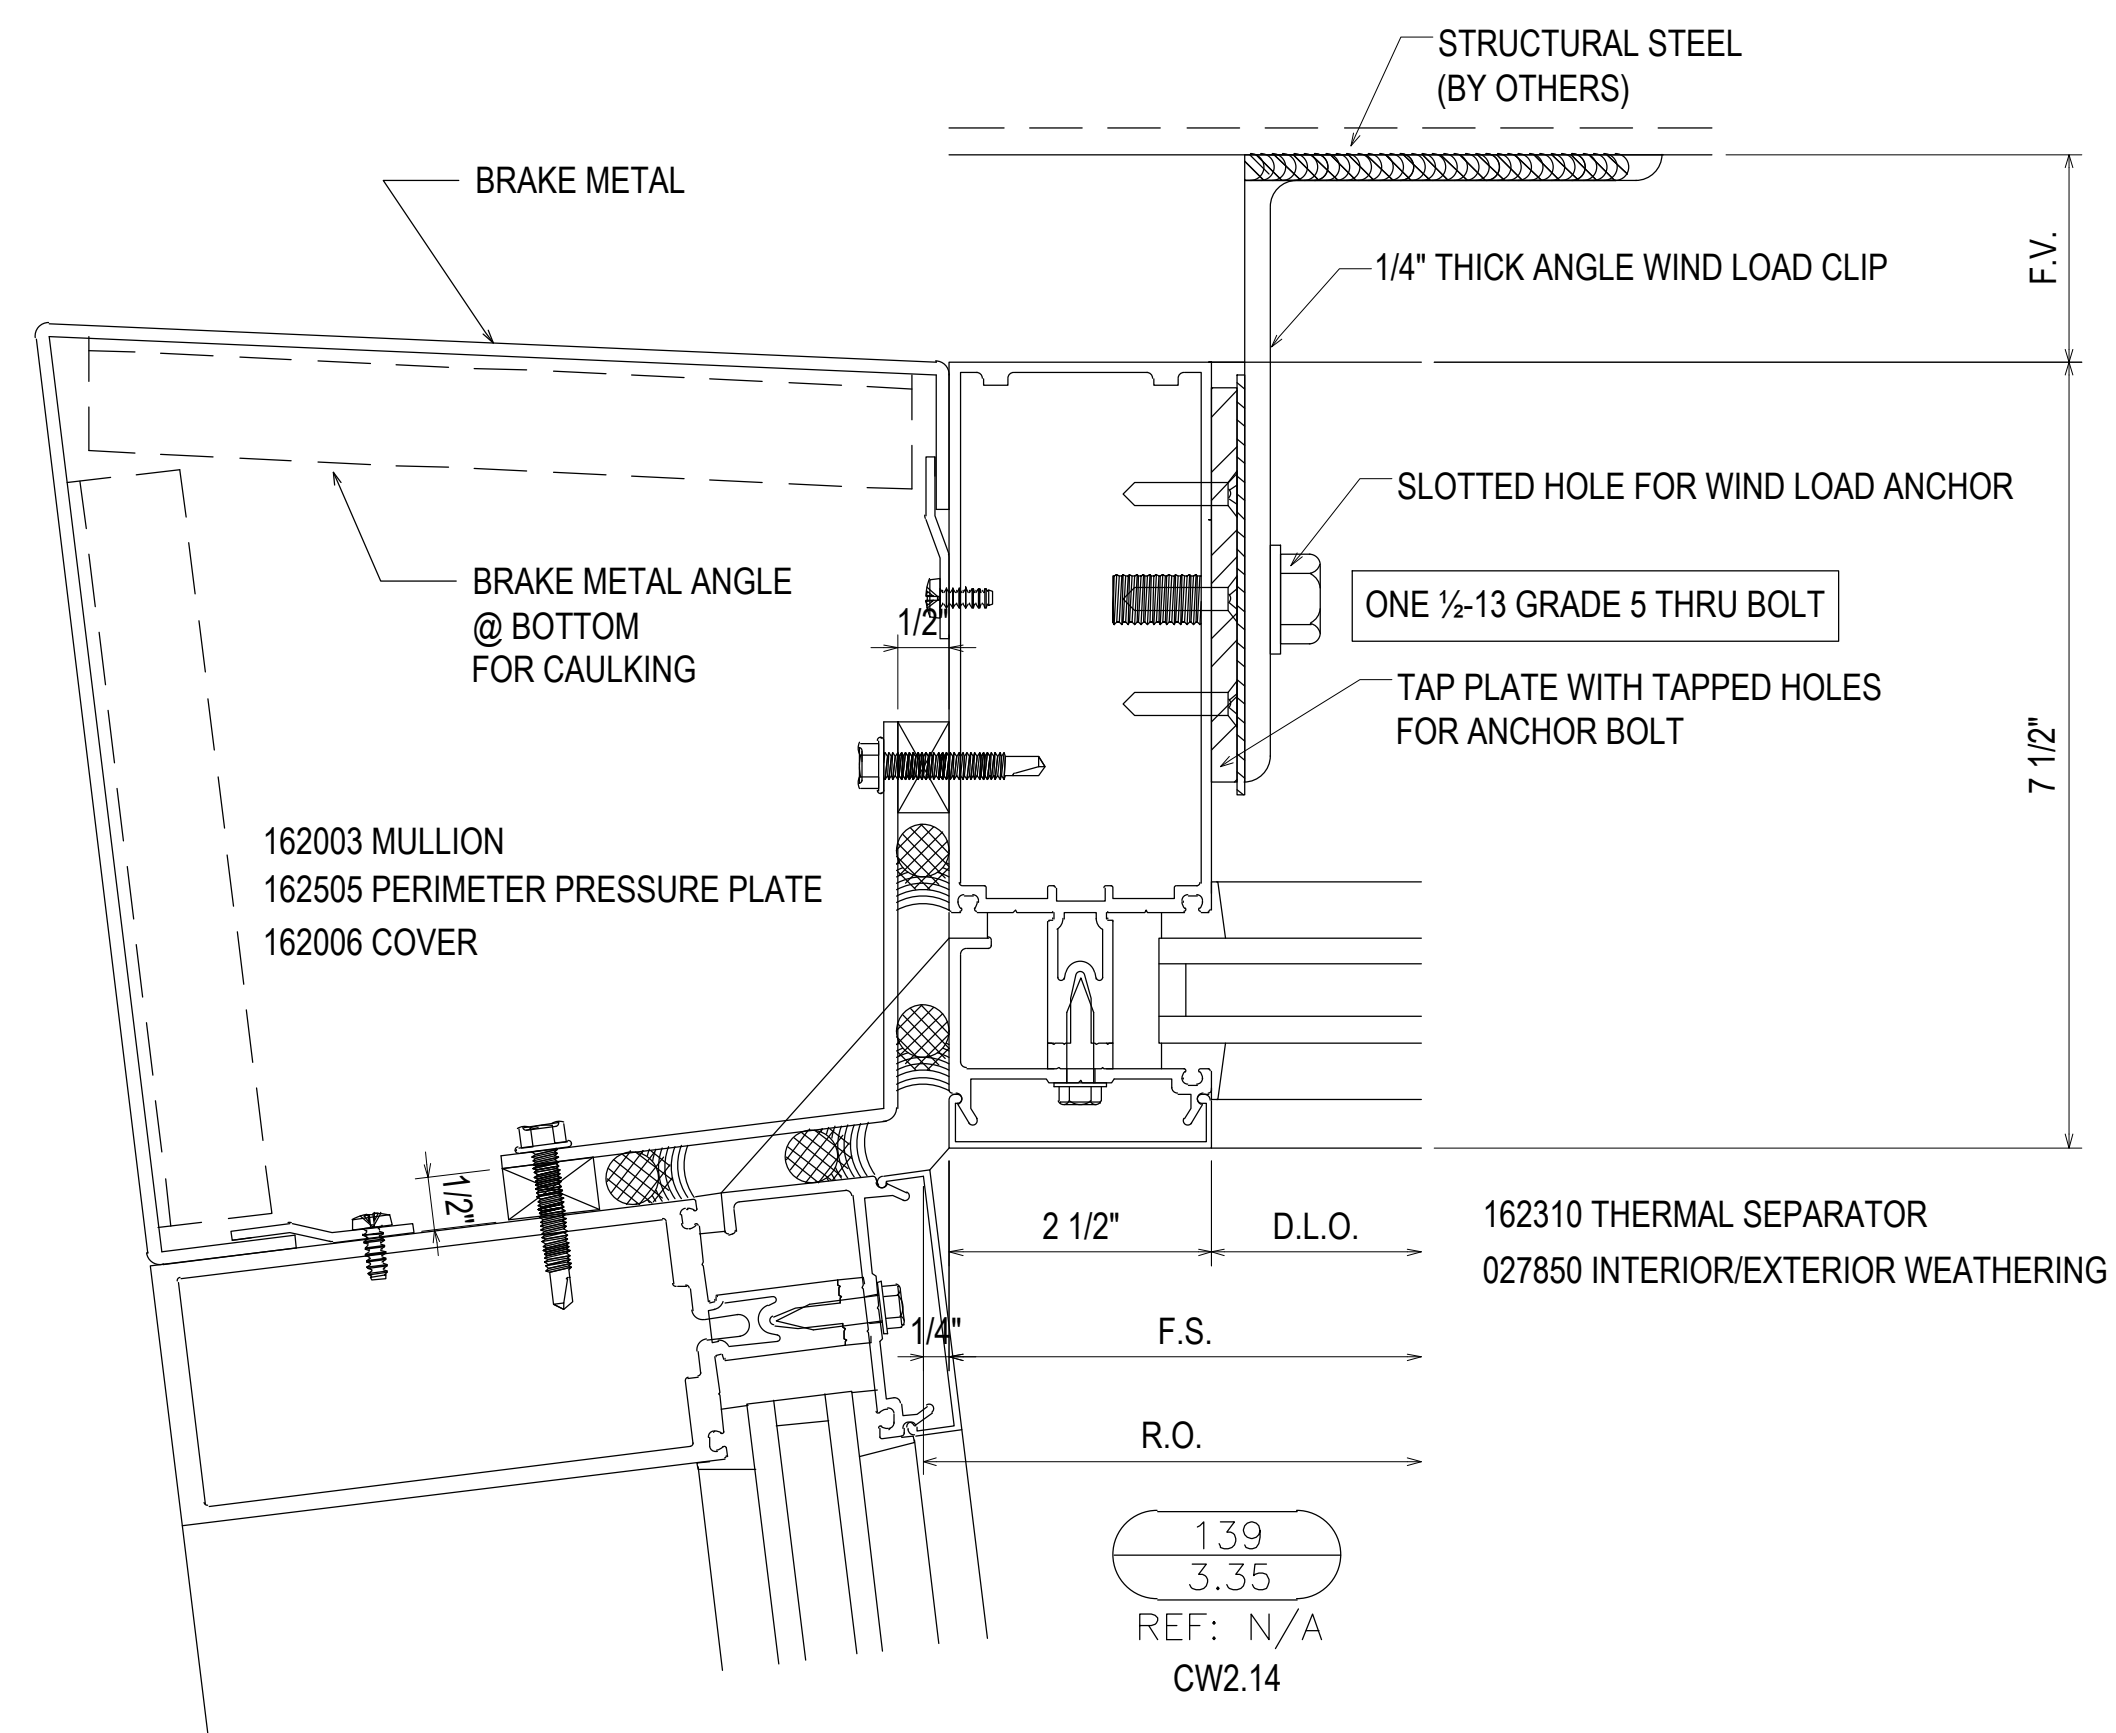 STRUCTURAL STEEL
(BY OTHERS)
BRAKE METAL
F.V.
1/4" THICK ANGLE WIND LOAD CLIP
SLOTTED HOLE FOR WIND LOAD ANCHOR
BRAKE METAL ANGLE
@ BOTTOM
FOR CAULKING
1/2"
ONE ½-13 GRADE 5 THRU BOLT
TAP PLATE WITH TAPPED HOLES
FOR ANCHOR BOLT
7 1/2"
162003 MULLION
162505 PERIMETER PRESSURE PLATE
162006 COVER
1/2"
2 1/2"
D.L.O.
162310 THERMAL SEPARATOR
027850 INTERIOR/EXTERIOR WEATHERING
1/4"
F.S.
R.O.
139
3.35
REF: N/A
CW2.14